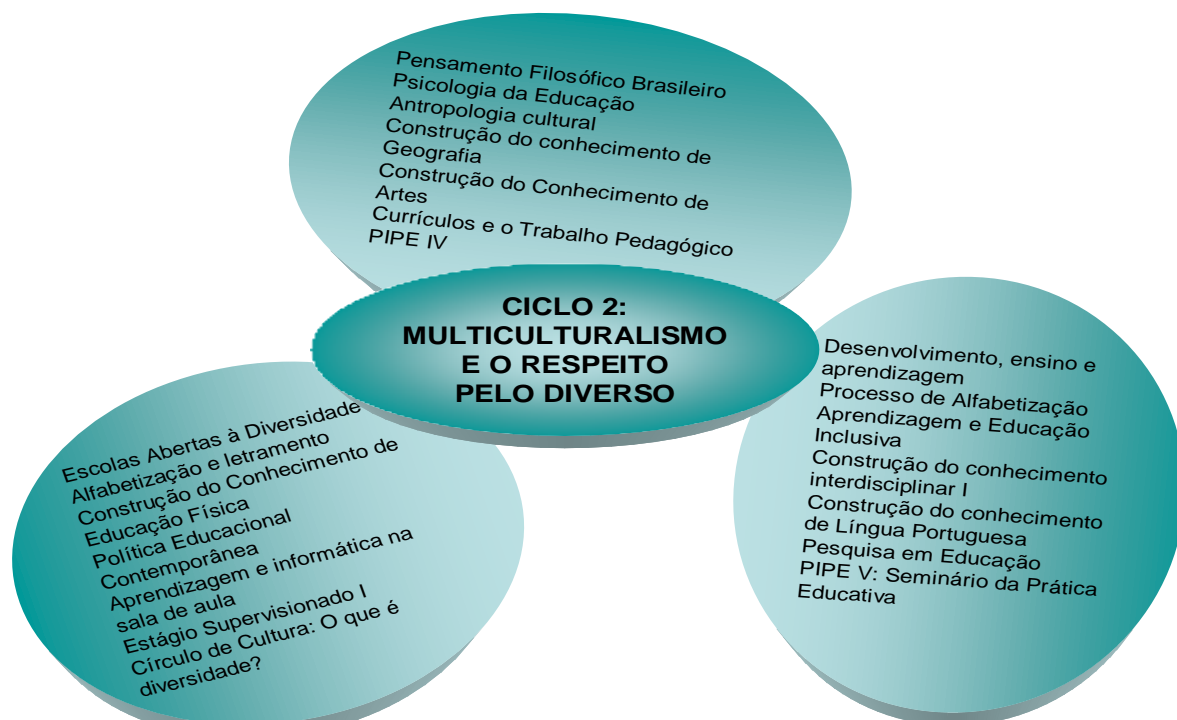 Pensamento Filosófico Brasileiro
Psicologia da Educação
Antropologia cultural
Construção do conhecimento de
Geografia
Construção do Conhecimento de
Artes
Currículos e o Trabalho Pedagógico
PIPE IV
CICLO 2:
MULTICULTURALISMO
E O RESPEITO
PELO DIVERSO
Desenvolvimento, ensino e
aprendizagem
Processo de Alfabetização
Aprendizagem e Educação
Inclusiva
Construção do conhecimento
interdisciplinar I
Construção do conhecimento
de Língua Portuguesa
Pesquisa em Educação
PIPE V: Seminário da Prática
Educativa
Escolas Abertas à Diversidade
Alfabetização e letramento
Construção do Conhecimento de
Educação Física
Política Educacional
Contemporânea
Aprendizagem e informática na
sala de aula
Estágio Supervisionado I
Círculo de Cultura: O que é
diversidade?